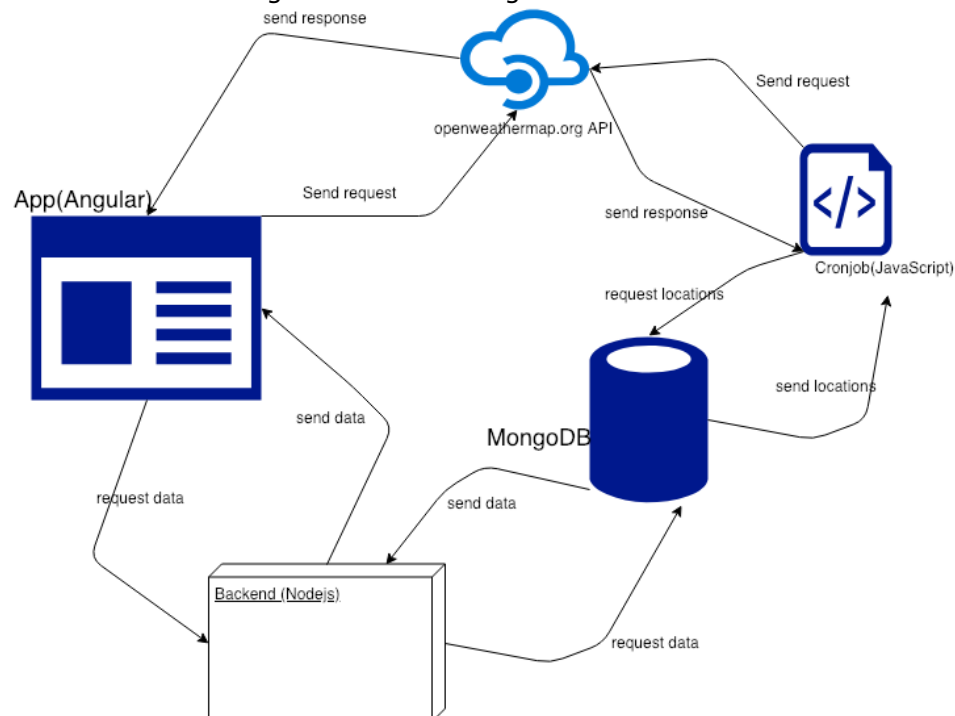 send response
Send request
openweathermap.org API
App(Angular)
Send request
</>
send response
Cronjob(JavaScript)
request locations
send locations
send data
MongoDB
request data
send data
Backend (Nodejs)
request data